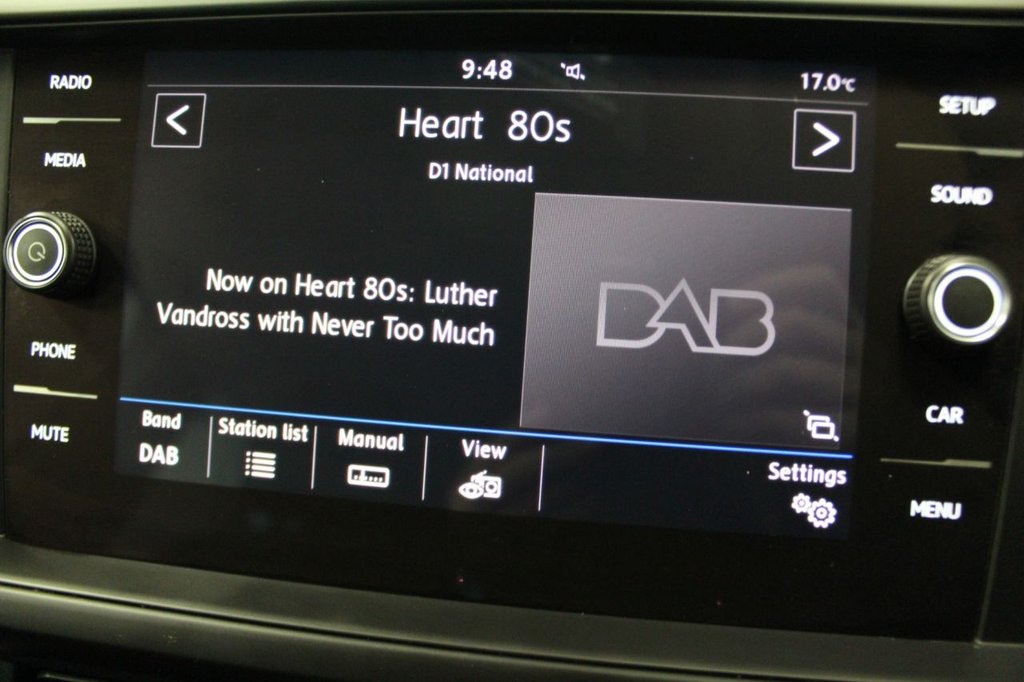 RADIO
MEDIA
PHONE
MUTE
9:48
17.0°C
Heart 80s
D1 National
Now on Heart 80s: Luther
Vandross with Never Too Much
DAB
Band
DAB
Station list
Manual
View
Settings
SETUP
SOUND
CAR
MENU